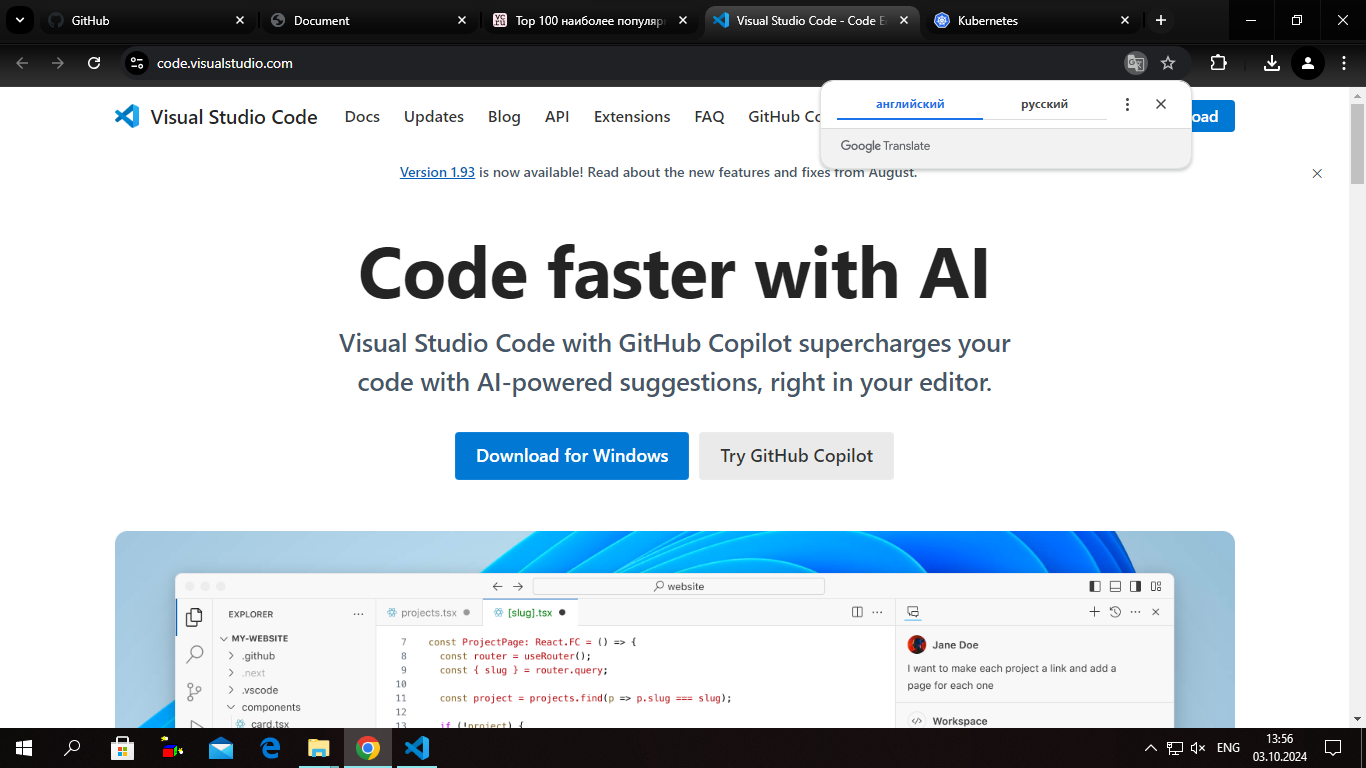 GitHub
Document
Top 100 наиболее популярн
Visual Studio Code - Code E
Kubernetes
code.visualstudio.com
английский
русский
Google Translate
Visual Studio Code
Docs
Updates
Blog
API
Extensions
FAQ
GitHub Co
oad
Version 1.93 is now available! Read about the new features and fixes from August.
Code faster with AI
Visual Studio Code with GitHub Copilot supercharges your
code with AI-powered suggestions, right in your editor.
Download for Windows
Try GitHub Copilot
website
EXPLORER
projects.tsx
[slug].tsx
MY-WEBSITE
.github
.next
.vscode
components
card.tsx
7 const ProjectPage: React.FC = () => {
8 const router = useRouter();
9 const { slug } = router.query;
10
11 const project = projects.find(p => p.slug === slug);
12
13 if (!project) {
Jane Doe
I want to make each project a link and add a
page for each one
Workspace
ENG
13:56
03.10.2024